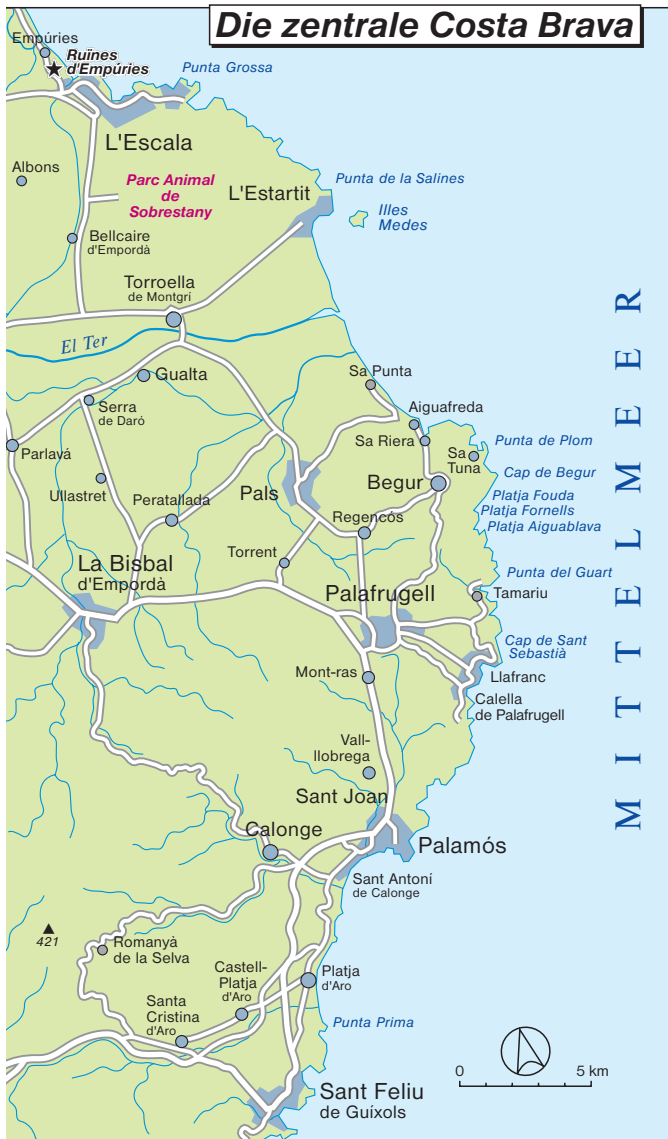 Die zentrale Costa Brava
Empúries
Ruïnes
d'Empúries
Punta Grossa
L'Escala
Albons
Parc Animal
de
Sobrestany
L'Estartit
Punta de la Salines
Illes
Medes
Bellcaire
d'Empordà
Torroella
de Montgrí
El Ter
Gualta
Sa Punta
Serra
de Daró
Aiguafreda
Parlavá
Sa Riera
Sa
Tuna
Punta de Plom
Cap de Begur
Ullastret
Peratallada
Pals
Begur
Platja Fouda
Platja Fornells
Platja Aiguablava
Regencós
La Bisbal
d'Empordà
Torrent
Palafrugell
Punta del Guart
Tamariu
Cap de Sant
Sebastià
Mont-ras
Llafranc
Calella
de Palafrugell
Vall-
llobrega
Sant Joan
Calonge
Palamós
Sant Antoní
de Calonge
421
Romanyà
de la Selva
Castell-
Platja
d'Aro
Platja
d'Aro
Santa
Cristina
d'Aro
Punta Prima
Sant Feliu
de Guíxols
0
5 km
MITTELMEER